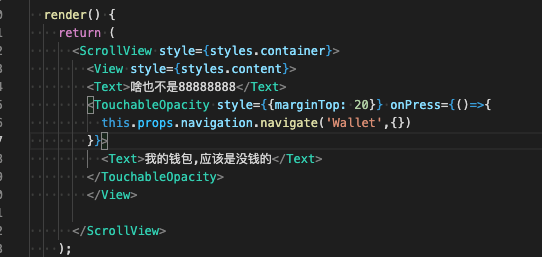 render() {
return (
<ScrollView style={styles.container}>
<View style={styles.content}>
<Text>啥也不是88888888</Text>
<TouchableOpacity style={{marginTop: 20}} onPress={()=>{
this.props.navigation.navigate('Wallet',{})
}}>
<Text>我的钱包,应该是没钱的</Text>
</TouchableOpacity>
</View>
</ScrollView>
);